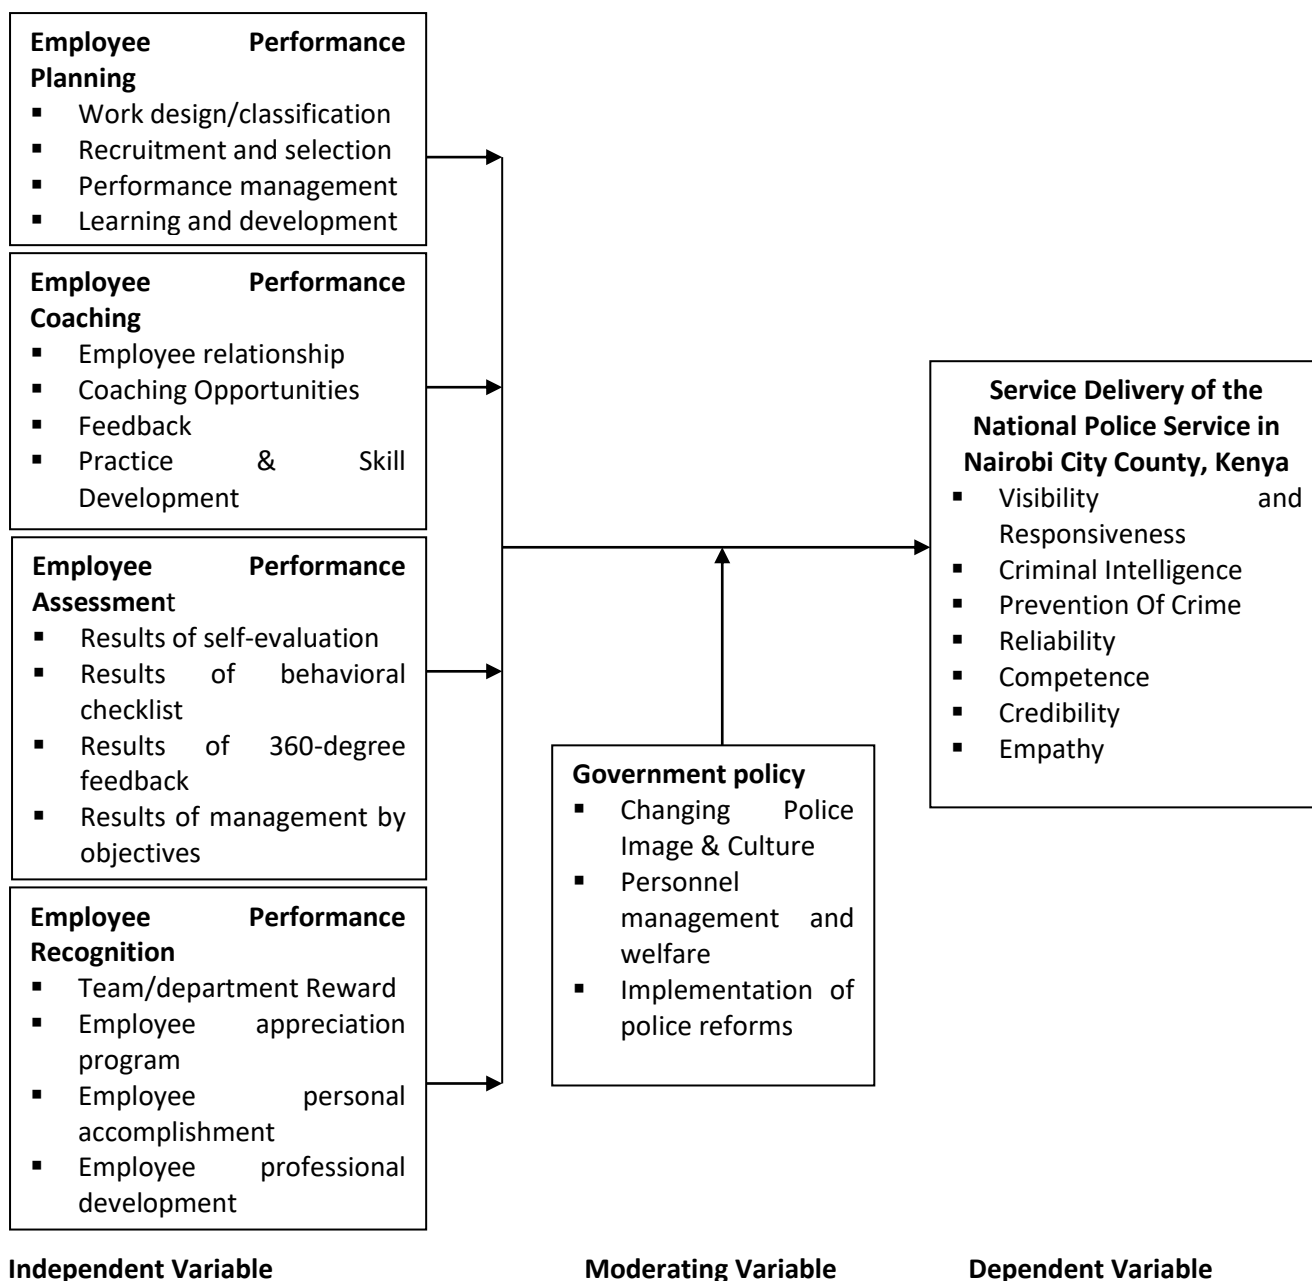 Employee Performance
Planning
▪ Work design/classification
▪ Recruitment and selection
▪ Performance management
▪ Learning and development
Employee Performance
Coaching
▪ Employee relationship
▪ Coaching Opportunities
▪ Feedback
▪ Practice & Skill
Development
Employee Performance
Assessment
▪ Results of self-evaluation
▪ Results of behavioral
checklist
▪ Results of 360-degree
feedback
▪ Results of management by
objectives
Employee Performance
Recognition
▪ Team/department Reward
▪ Employee appreciation
program
▪ Employee personal
accomplishment
▪ Employee professional
development
Independent Variable
Government policy
▪ Changing Police
Image & Culture
▪ Personnel
management and
welfare
▪ Implementation of
police reforms
Moderating Variable
Service Delivery of the
National Police Service in
Nairobi City County, Kenya
▪ Visibility and
Responsiveness
▪ Criminal Intelligence
▪ Prevention Of Crime
▪ Reliability
▪ Competence
▪ Credibility
▪ Empathy
Dependent Variable